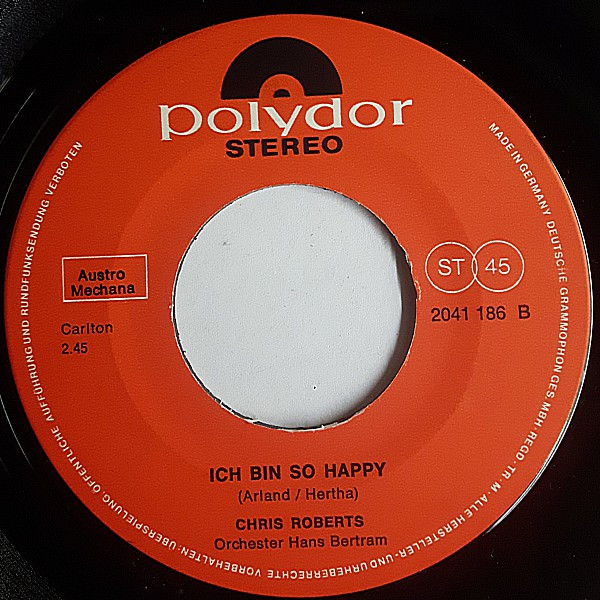 polydor
STEREO
MADE IN GERMANY DEUTSCHE GRAMMOPHON GES MBH · REGD · TR · M · ALLE HERSTELLER- UND URHEBERRECHTE VORBEHALTEN: ÜBERSPIELUNG, ÖFFENTLICHE AUFFÜHRUNG UND RUNDFUNKSENDUNG VERBOTEN
Austro
Mechana
ST 45
2041 186 B
Carlton
2.45
ICH BIN SO HAPPY
(Arland / Hertha)
CHRIS ROBERTS
Orchester Hans Bertram